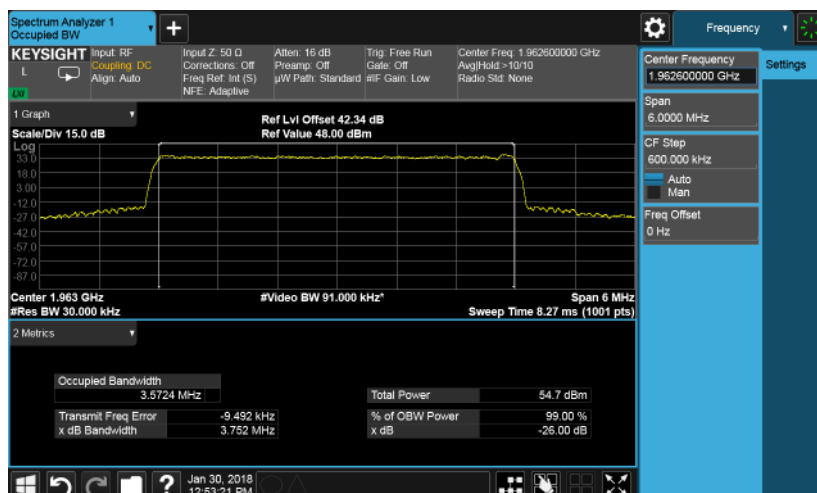 Spectrum Analyzer 1
Occupied BW
Frequency
KEYSIGHT
L
LXI
Input: RF
Coupling: DC
Align: Auto
Input Z: 50 Ω
Corrections: Off
Freq Ref: Int (S)
NFE: Adaptive
Atten: 16 dB
Preamp: Off
µW Path: Standard
Trig: Free Run
Gate: Off
#IF Gain: Low
Center Freq: 1.962600000 GHz
Avg|Hold:>10/10
Radio Std: None
1 Graph
Scale/Div 15.0 dB
Ref Lvl Offset 42.34 dB
Ref Value 48.00 dBm
Log
33.0
18.0
3.00
-12.0
-27.0
-42.0
-57.0
-72.0
-87.0
Center 1.963 GHz
#Res BW 30.000 kHz
#Video BW 91.000 kHz*
Span 6 MHz
Sweep Time 8.27 ms (1001 pts)
2 Metrics
Occupied Bandwidth
3.5724 MHz
Total Power 54.7 dBm
Transmit Freq Error -9.492 kHz
% of OBW Power 99.00 %
x dB Bandwidth 3.752 MHz
x dB -26.00 dB
Center Frequency
1.962600000 GHz
Settings
Span
6.0000 MHz
CF Step
600.000 kHz
Auto
Man
Freq Offset
0 Hz
?
Jan 30, 2018
12:53:21 PM